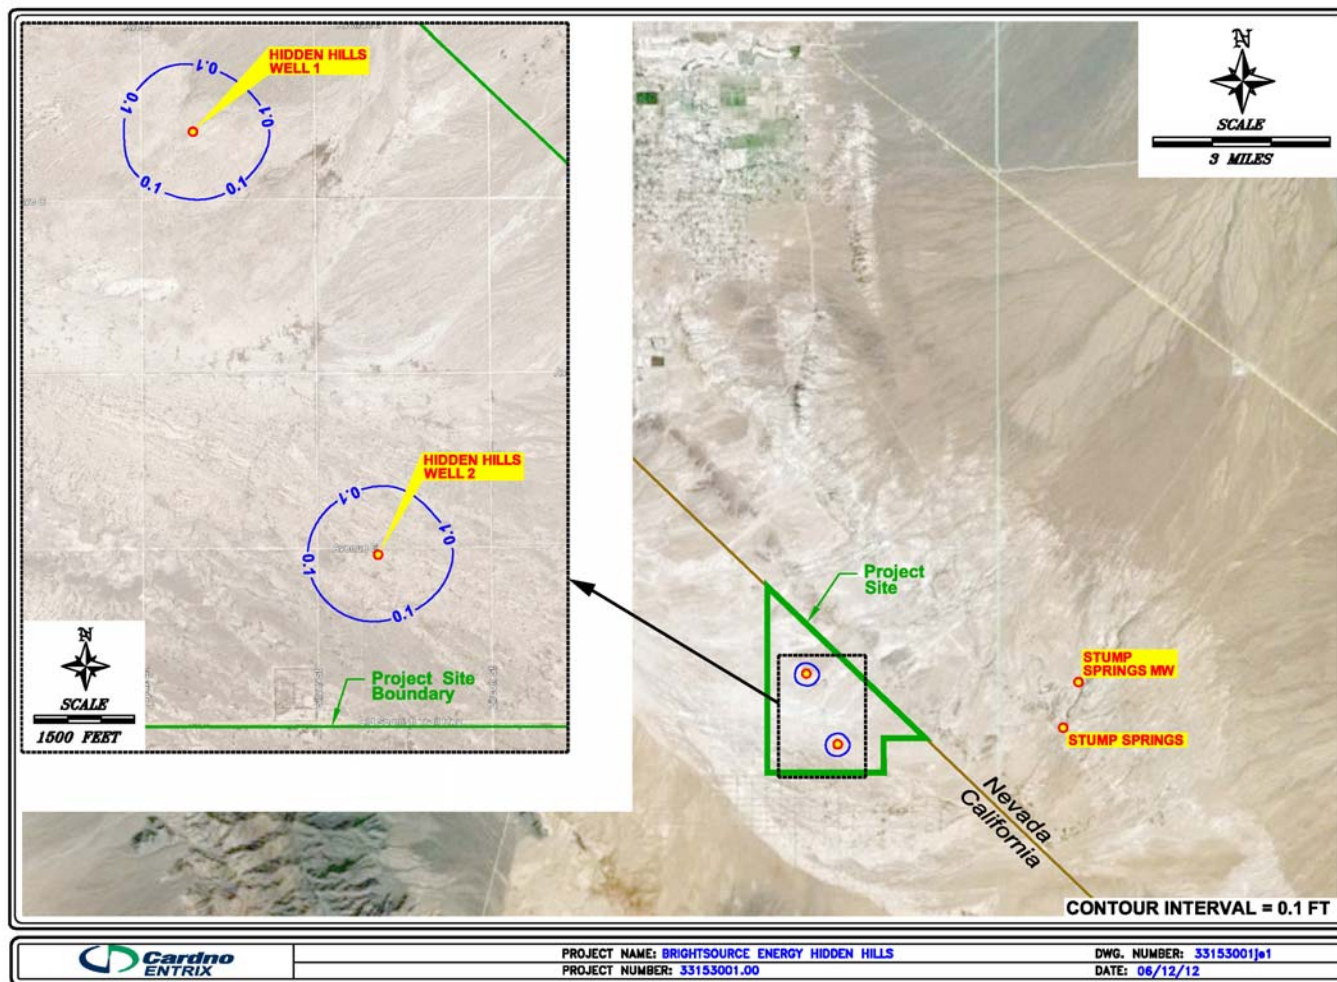 HIDDEN HILLS
WELL 1
0.1
0.1
0.1
0.1
0.1
HIDDEN HILLS
WELL 2
0.1
0.1
0.1
0.1
Project Site
Boundary
N
SCALE
1500 FEET
N
SCALE
3 MILES
Project
Site
STUMP
SPRINGS MW
STUMP SPRINGS
Nevada
California
CONTOUR INTERVAL = 0.1 FT
Cardno
ENTRIX
PROJECT NAME: BRIGHTSOURCE ENERGY HIDDEN HILLS
PROJECT NUMBER: 33153001.00
DWG. NUMBER: 33153001je1
DATE: 06/12/12